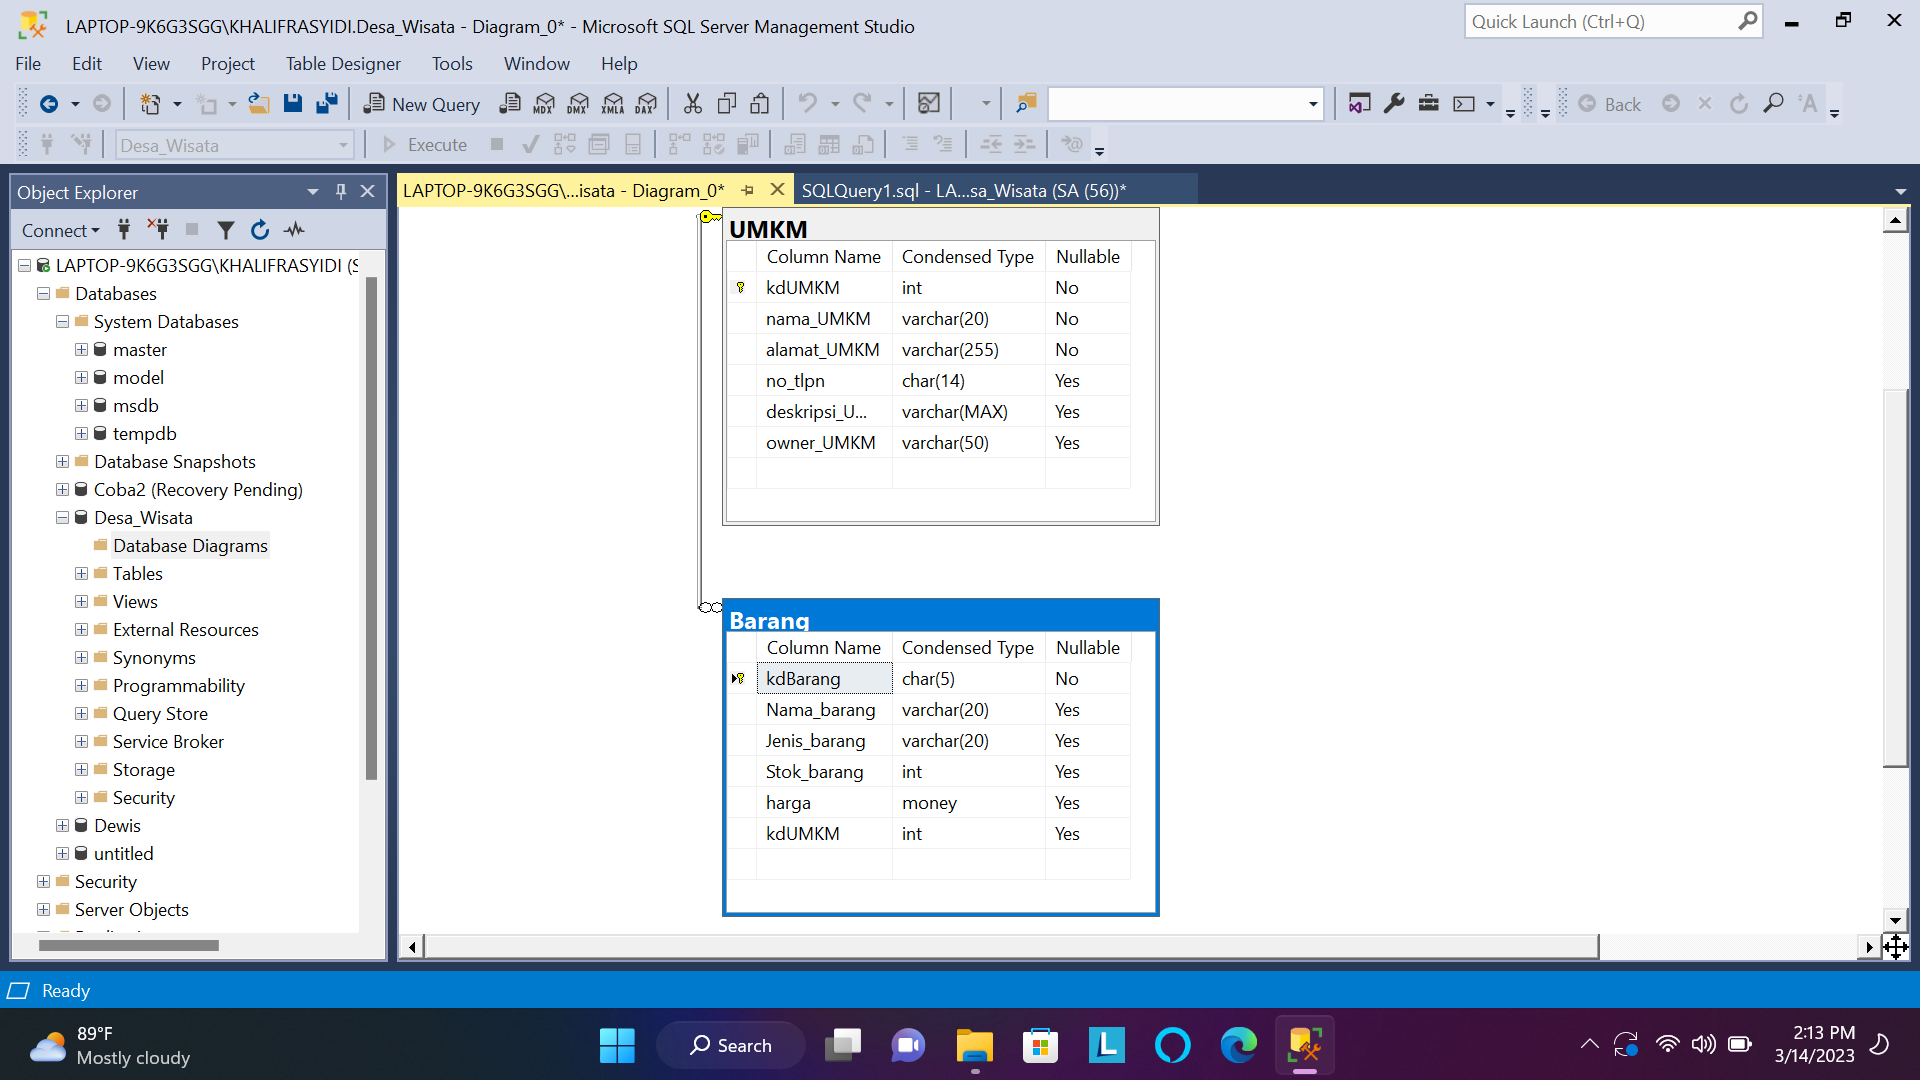 LAPTOP-9K6G3SGG\KHALIFRASYIDI.Desa_Wisata - Diagram_0* - Microsoft SQL Server Management Studio
Quick Launch (Ctrl+Q)
File Edit View Project Table Designer Tools Window Help
New Query MDX DMX XMLA DAX Back
Desa_Wisata Execute
Object Explorer
LAPTOP-9K6G3SGG\...isata - Diagram_0* SQLQuery1.sql - LA...sa_Wisata (SA (56))*
Connect
LAPTOP-9K6G3SGG\KHALIFRASYIDI (S
Databases
System Databases
master
model
msdb
tempdb
Database Snapshots
Coba2 (Recovery Pending)
Desa_Wisata
Database Diagrams
Tables
Views
External Resources
Synonyms
Programmability
Query Store
Service Broker
Storage
Security
Dewis
untitled
Security
Server Objects
UMKM
Column Name Condensed Type Nullable
kdUMKM int No
nama_UMKM varchar(20) No
alamat_UMKM varchar(255) No
no_tlpn char(14) Yes
deskripsi_U... varchar(MAX) Yes
owner_UMKM varchar(50) Yes
Barang
Column Name Condensed Type Nullable
kdBarang char(5) No
Nama_barang varchar(20) Yes
Jenis_barang varchar(20) Yes
Stok_barang int Yes
harga money Yes
kdUMKM int Yes
Ready
89°F
Mostly cloudy
Search
L
2:13 PM
3/14/2023